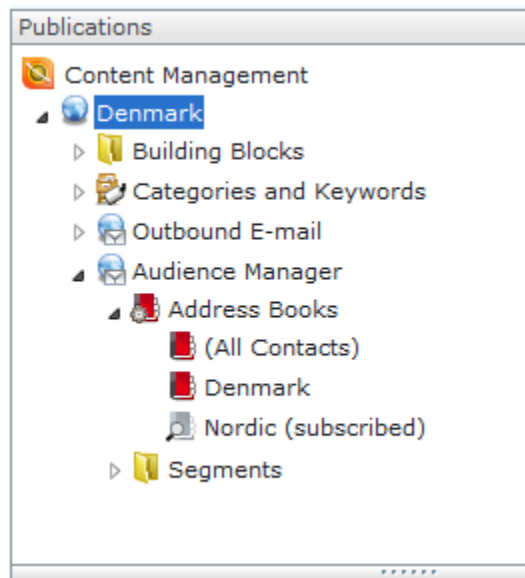 Publications
Content Management
Denmark
Building Blocks
Categories and Keywords
Outbound E-mail
Audience Manager
Address Books
(All Contacts)
Denmark
Nordic (subscribed)
Segments